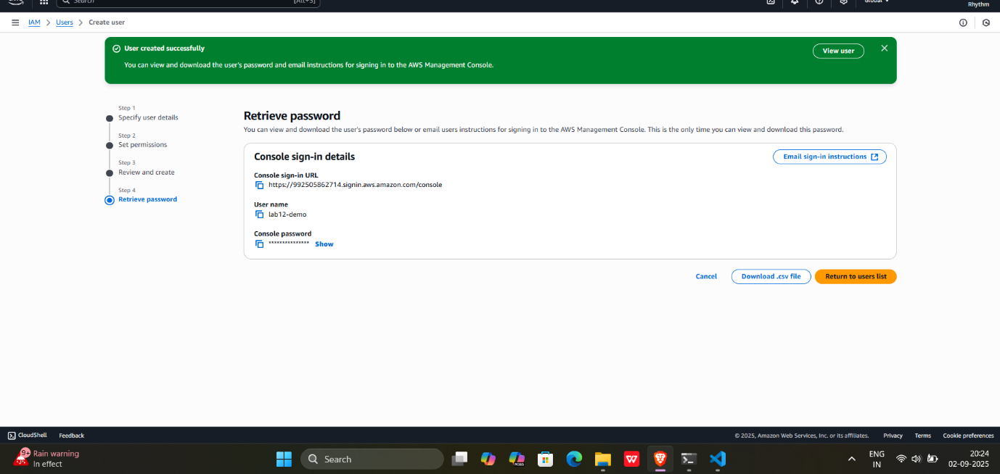 Search
[Alt+S]
Global
Rhythm
IAM > Users > Create user
User created successfully
You can view and download the user's password and email instructions for signing in to the AWS Management Console.
View user
Step 1
Specify user details
Step 2
Set permissions
Step 3
Review and create
Step 4
Retrieve password
Retrieve password
You can view and download the user's password below or email users instructions for signing in to the AWS Management Console. This is the only time you can view and download this password.
Console sign-in details
Email sign-in instructions
Console sign-in URL
https://992505862714.signin.aws.amazon.com/console
User name
lab12-demo
Console password
*************** Show
Cancel
Download .csv file
Return to users list
CloudShell
Feedback
© 2025, Amazon Web Services, Inc. or its affiliates.
Privacy
Terms
Cookie preferences
9+
Rain warning
In effect
Search
M365
W
ENG
IN
20:24
02-09-2025